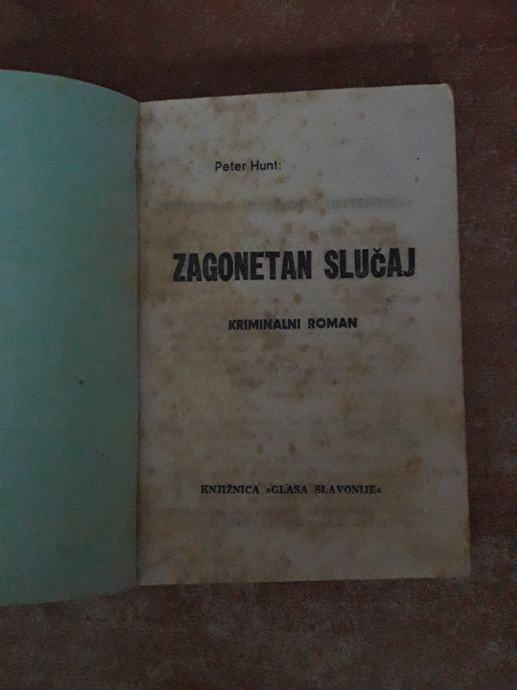 Peter Hunt:
ZAGONETAN SLUČAJ
KRIMINALNI ROMAN
KNJIŽNICA »GLASA SLAVONIJE«